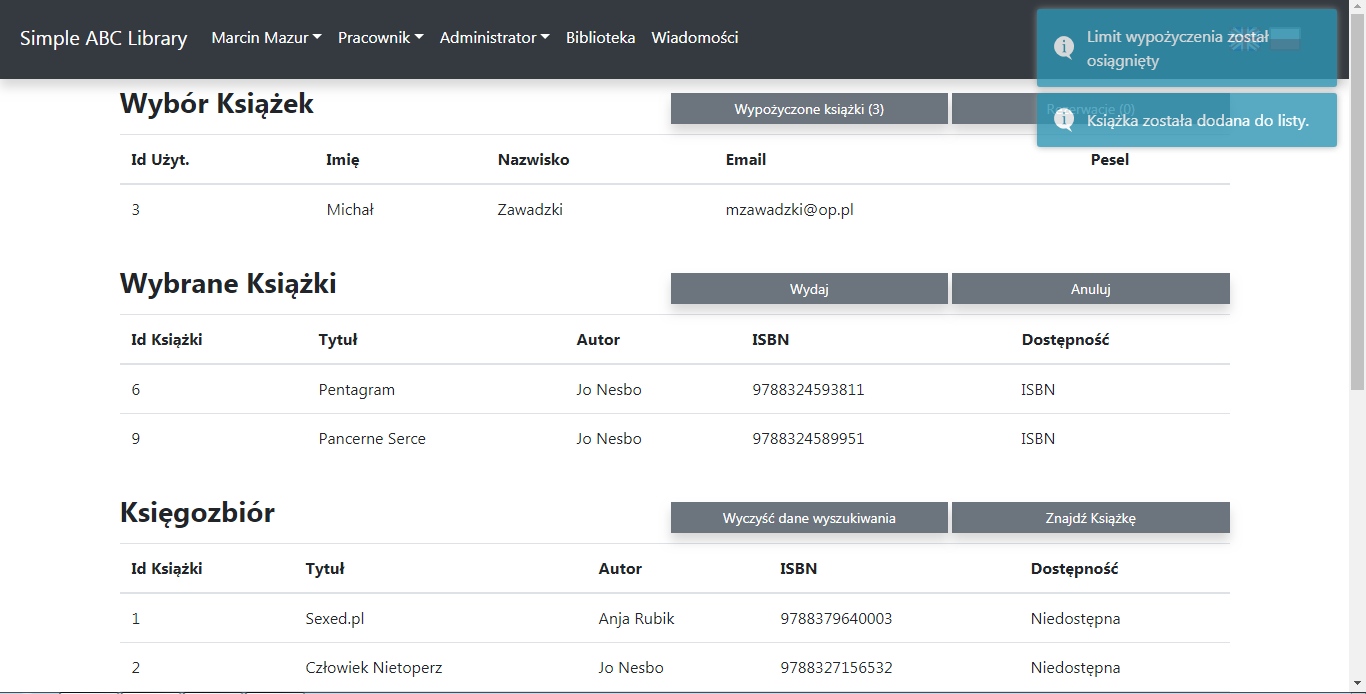 Simple ABC Library Marcin Mazur Pracownik Administrator Biblioteka Wiadomości
Limit wypożyczenia został
osiągnięty
Wybór Książek Wypożyczone książki (3) Rezerwacje (0)
Książka została dodana do listy.
Id Użyt. Imię Nazwisko Email Pesel
3 Michał Zawadzki mzawadzki@op.pl
Wybrane Książki Wydaj Anuluj
Id Książki Tytuł Autor ISBN Dostępność
6 Pentagram Jo Nesbo 9788324593811 ISBN
9 Pancerne Serce Jo Nesbo 9788324589951 ISBN
Księgozbiór Wyczyść dane wyszukiwania Znajdź Książkę
Id Książki Tytuł Autor ISBN Dostępność
1 Sexed.pl Anja Rubik 9788379640003 Niedostępna
2 Człowiek Nietoperz Jo Nesbo 9788327156532 Niedostępna